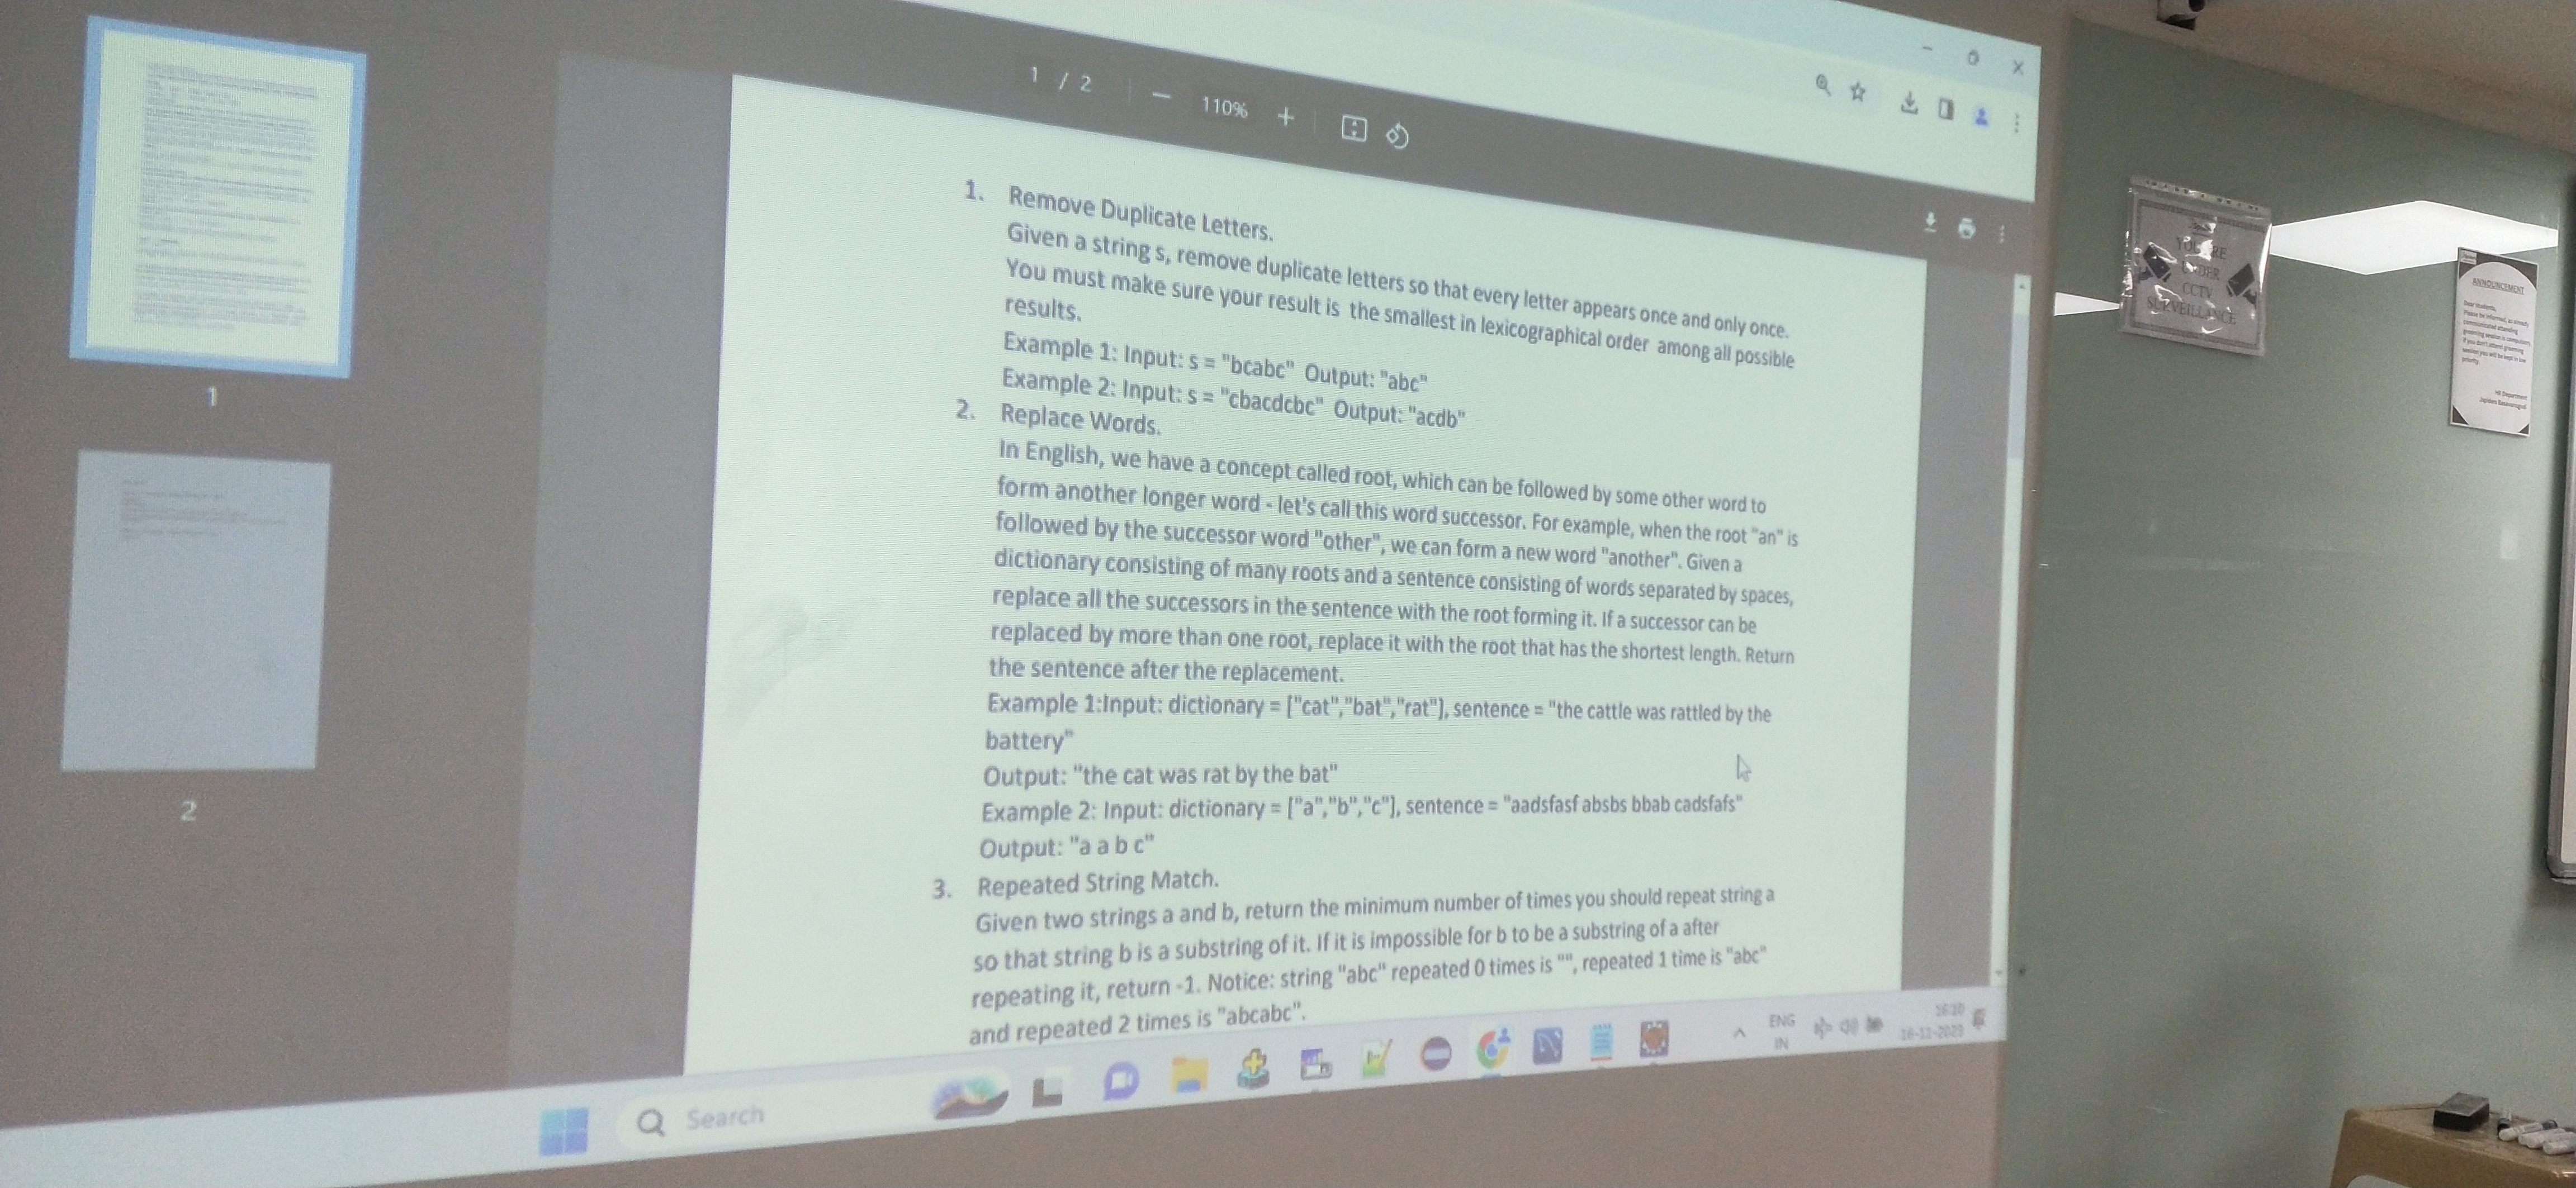 1 / 2
110%
1. Remove Duplicate Letters.
Given a string s, remove duplicate letters so that every letter appears once and only once.
You must make sure your result is the smallest in lexicographical order among all possible
results.
Example 1: Input: s = "bcabc" Output: "abc"
Example 2: Input: s = "cbacdcbc" Output: "acdb"
2. Replace Words.
In English, we have a concept called root, which can be followed by some other word to
form another longer word - let's call this word successor. For example, when the root "an" is
followed by the successor word "other", we can form a new word "another". Given a
dictionary consisting of many roots and a sentence consisting of words separated by spaces,
replace all the successors in the sentence with the root forming it. If a successor can be
replaced by more than one root, replace it with the root that has the shortest length. Return
the sentence after the replacement.
Example 1:Input: dictionary = ["cat","bat","rat"], sentence = "the cattle was rattled by the
battery"
Output: "the cat was rat by the bat"
Example 2: Input: dictionary = ["a","b","c"], sentence = "aadsfasf absbs bbab cadsfafs"
Output: "a a b c"
3. Repeated String Match.
Given two strings a and b, return the minimum number of times you should repeat string a
so that string b is a substring of it. If it is impossible for b to be a substring of a after
repeating it, return -1. Notice: string "abc" repeated 0 times is "", repeated 1 time is "abc"
and repeated 2 times is "abcabc".
1
2
Search
ENG
IN
16:10
16-11-2023
YOU ARE
UNDER
CCTV
SURVEILLANCE
ANNOUNCEMENT
Dear Students,
HR Department